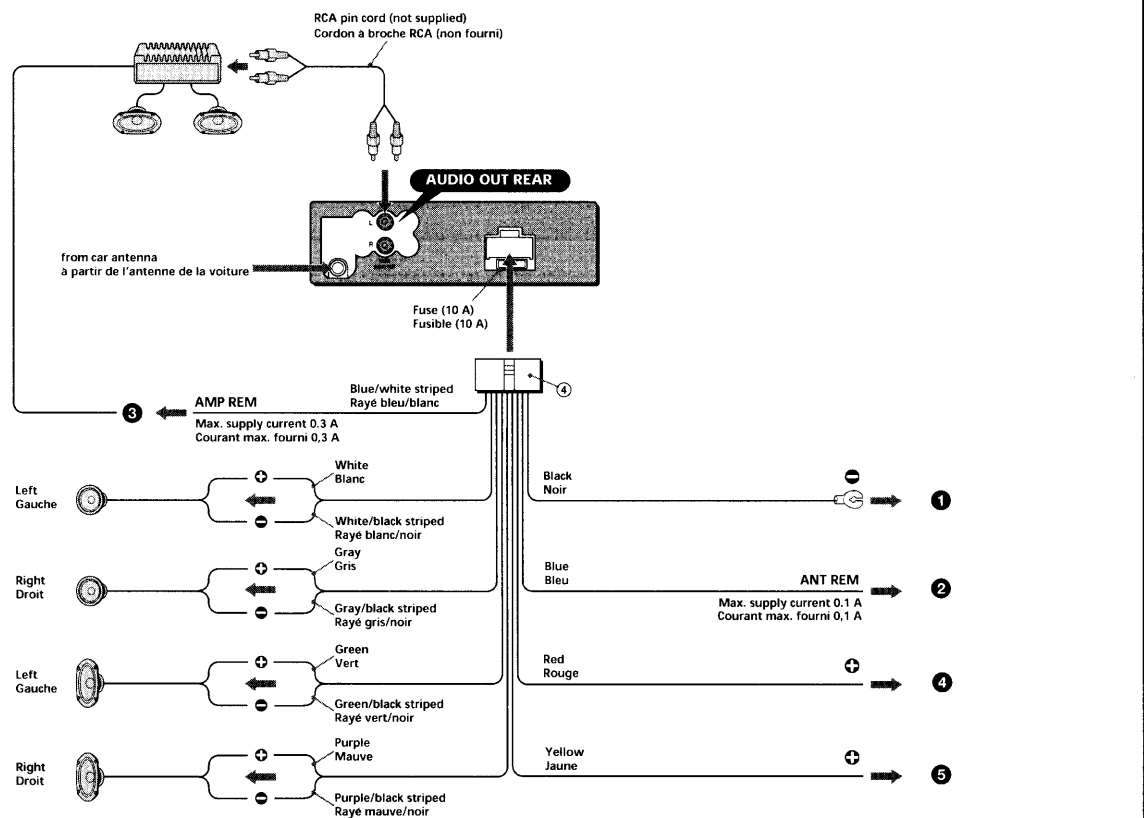 RCA pin cord (not supplied)
Cordon à broche RCA (non fourni)
AUDIO OUT REAR
L
R
from car antenna
à partir de l'antenne de la voiture
Fuse (10 A)
Fusible (10 A)
4
Blue/white striped
Rayé bleu/blanc
3
AMP REM
Max. supply current 0.3 A
Courant max. fourni 0,3 A
Left
Gauche
White
Blanc
White/black striped
Rayé blanc/noir
Black
Noir
1
Right
Droit
Gray
Gris
Gray/black striped
Rayé gris/noir
Blue
Bleu
ANT REM
Max. supply current 0.1 A
Courant max. fourni 0,1 A
2
Left
Gauche
Green
Vert
Green/black striped
Rayé vert/noir
Red
Rouge
4
Right
Droit
Purple
Mauve
Purple/black striped
Rayé mauve/noir
Yellow
Jaune
5